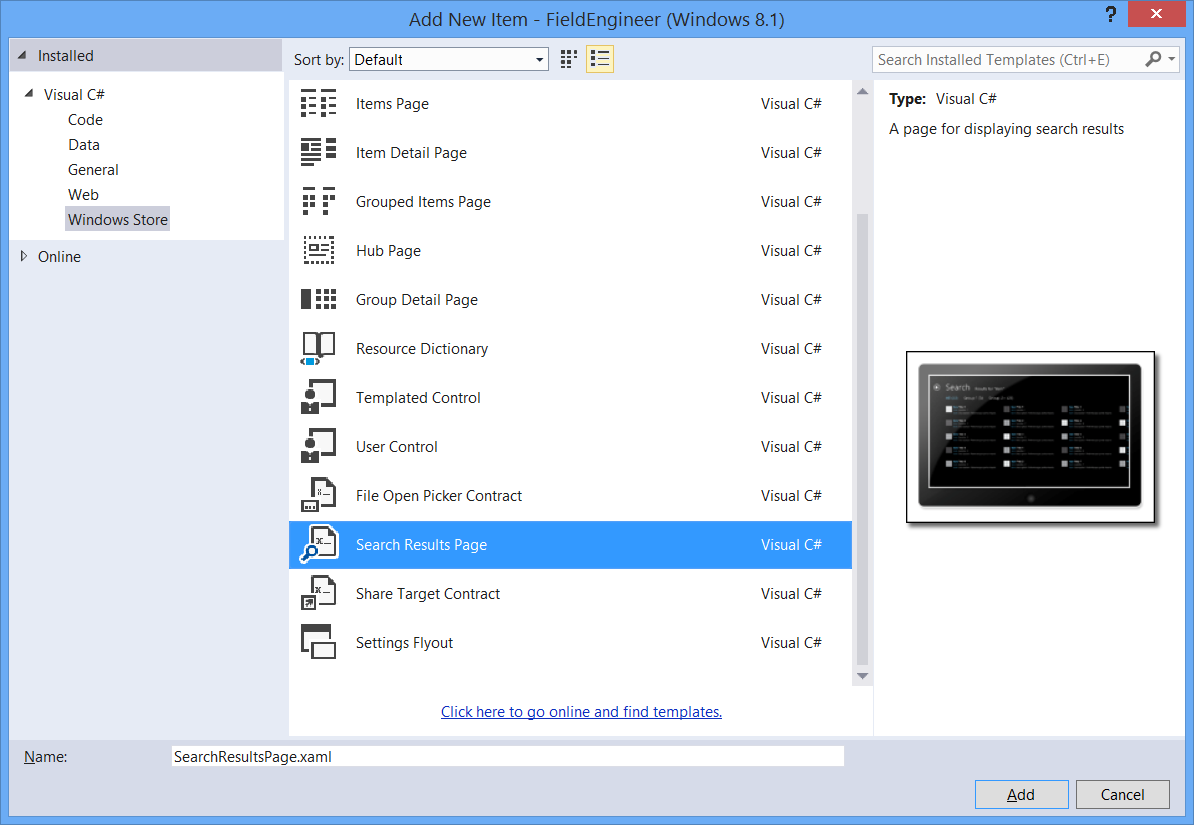 Add New Item - FieldEngineer (Windows 8.1)
?
Installed
Visual C#
Code
Data
General
Web
Windows Store
Online
Sort by: Default
Search Installed Templates (Ctrl+E)
Items Page Visual C#
Item Detail Page Visual C#
Grouped Items Page Visual C#
Hub Page Visual C#
Group Detail Page Visual C#
Resource Dictionary Visual C#
Templated Control Visual C#
User Control Visual C#
File Open Picker Contract Visual C#
Search Results Page Visual C#
Share Target Contract Visual C#
Settings Flyout Visual C#
Click here to go online and find templates.
Type: Visual C#
A page for displaying search results
Search
Name: SearchResultsPage.xaml
Add Cancel